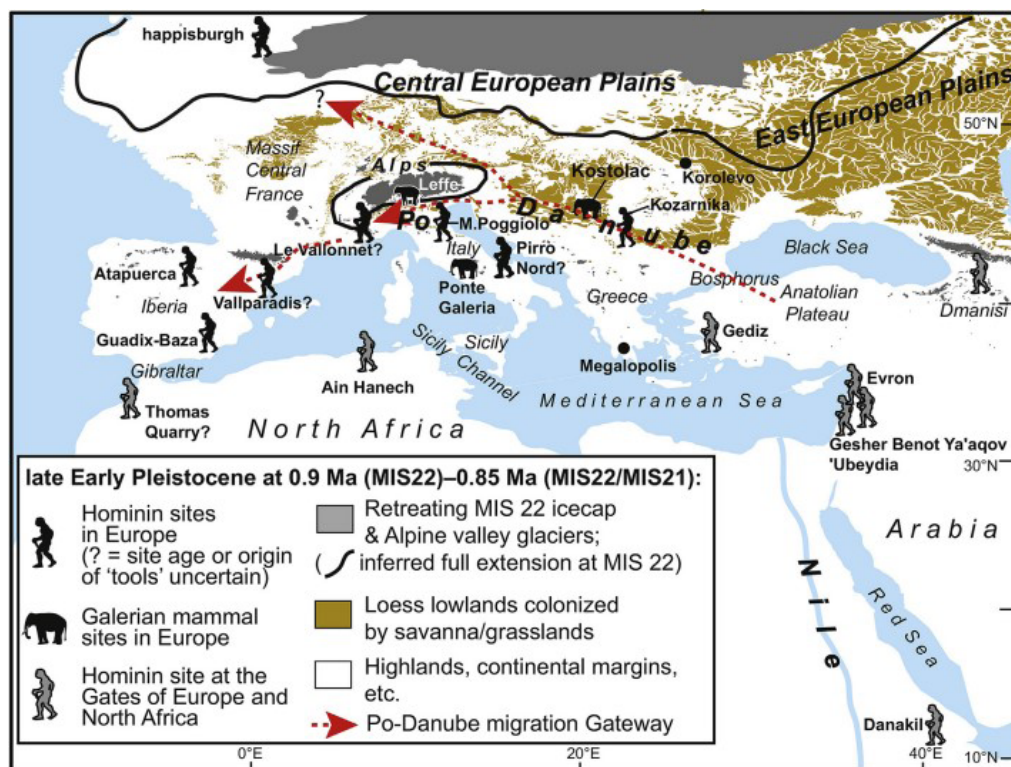 happisburgh
Central European Plains
East European Plains
?
50°N
Massif
Central
France
Alps
Leffe
Kostolac
Korolevo
Kozarnika
Po
Danube
M.Poggiolo
Le Vallonnet?
Italy
Pirro
Nord?
Black Sea
Atapuerca
Iberia
Vallparadis?
Ponte
Galeria
Greece
Bosphorus
Anatolian
Plateau
Dmanisi
Guadix-Baza
Gibraltar
Sicily
Sicily
Channel
Gediz
Ain Hanech
Megalopolis
Evron
Thomas
Quarry?
Mediterranean Sea
North Africa
Gesher Benot Ya'aqov
'Ubeydia
30°N
late Early Pleistocene at 0.9 Ma (MIS22)–0.85 Ma (MIS22/MIS21):
Hominin sites
in Europe
(? = site age or origin
of 'tools' uncertain)
Galerian mammal
sites in Europe
Hominin site at the
Gates of Europe and
North Africa
Retreating MIS 22 icecap
& Alpine valley glaciers;
( inferred full extension at MIS 22)
Loess lowlands colonized
by savanna/grasslands
Highlands, continental margins,
etc.
Po-Danube migration Gateway
Arabia
Nile
Red Sea
Danakil
0°E
20°E
40°E
10°N